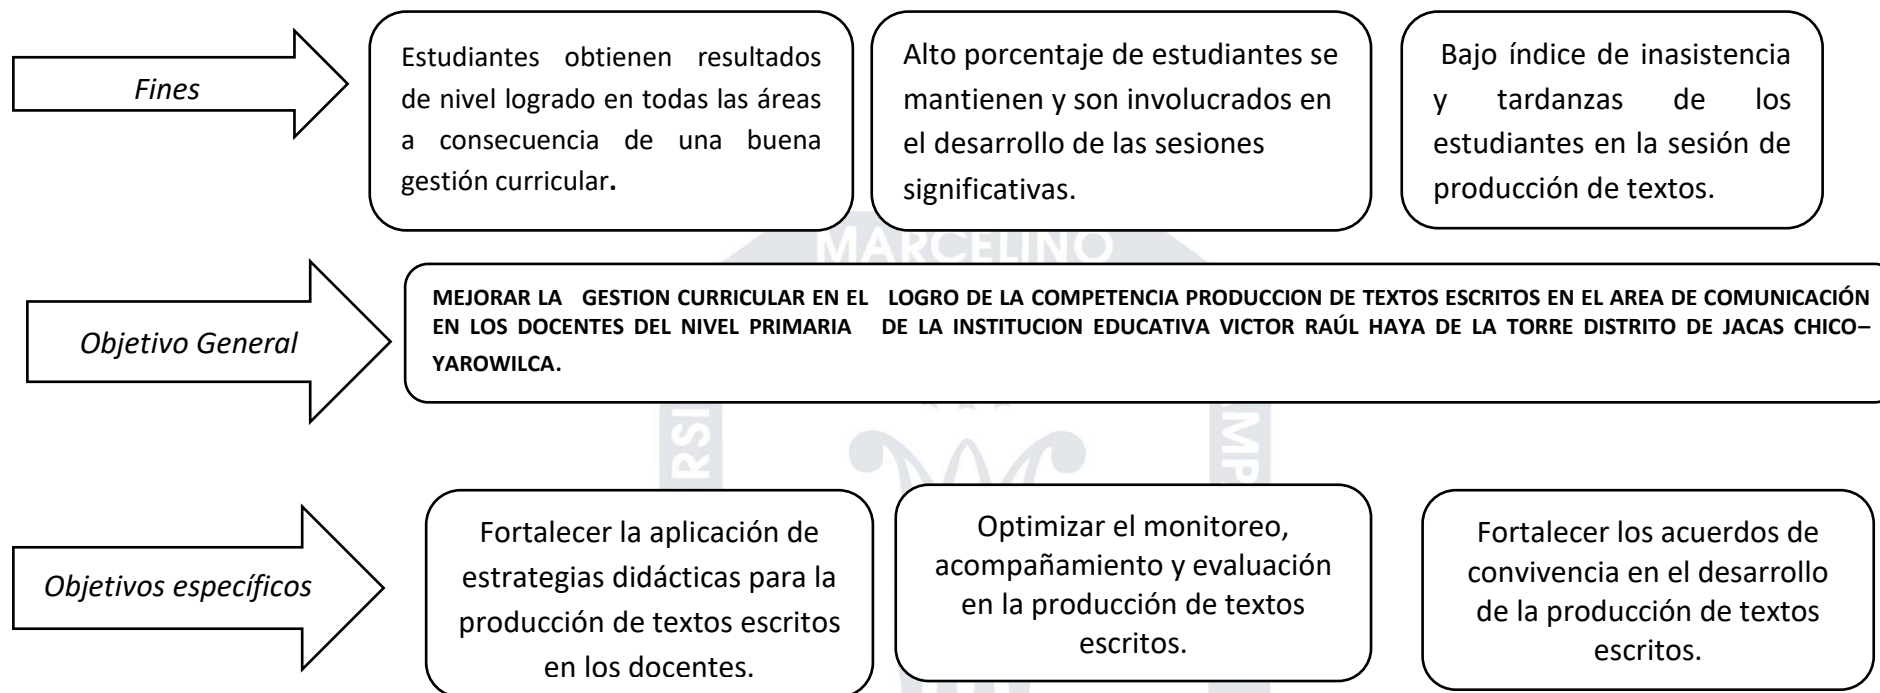 Fines
Estudiantes obtienen resultados
de nivel logrado en todas las áreas
a consecuencia de una buena
gestión curricular.
Alto porcentaje de estudiantes se
mantienen y son involucrados en
el desarrollo de las sesiones
significativas.
Bajo índice de inasistencia
y tardanzas de los
estudiantes en la sesión de
producción de textos.
MARCELINO
Objetivo General
MEJORAR LA GESTION CURRICULAR EN EL LOGRO DE LA COMPETENCIA PRODUCCION DE TEXTOS ESCRITOS EN EL AREA DE COMUNICACIÓN
EN LOS DOCENTES DEL NIVEL PRIMARIA DE LA INSTITUCION EDUCATIVA VICTOR RAÚL HAYA DE LA TORRE DISTRITO DE JACAS CHICO–
YAROWILCA.
Objetivos específicos
Fortalecer la aplicación de
estrategias didácticas para la
producción de textos escritos
en los docentes.
Optimizar el monitoreo,
acompañamiento y evaluación
en la producción de textos
escritos.
Fortalecer los acuerdos de
convivencia en el desarrollo
de la producción de textos
escritos.